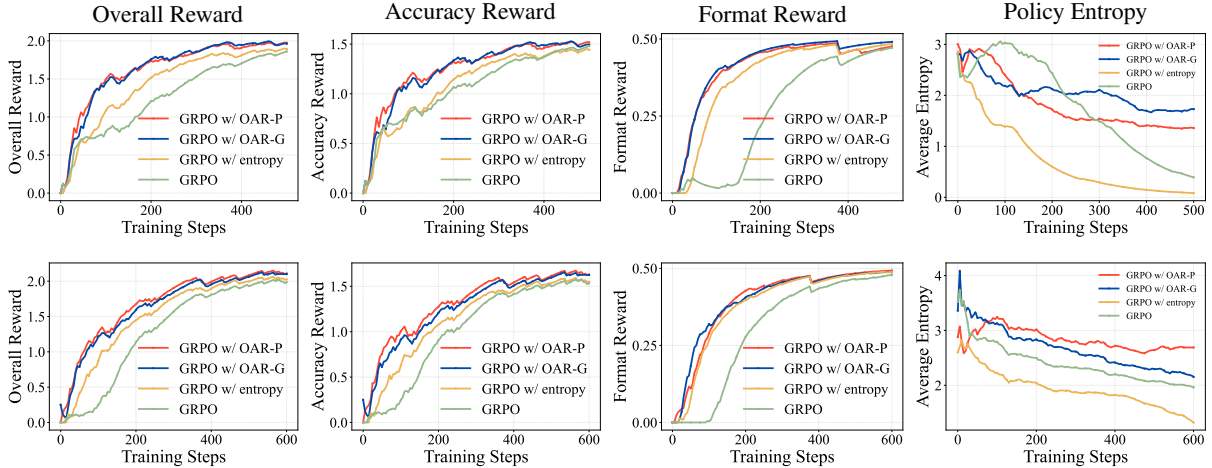 Overall Reward
Accuracy Reward
Format Reward
Policy Entropy
Overall Reward
2.0
1.5
1.0
0.5
0.0
0
200
400
Training Steps
GRPO w/ OAR-P
GRPO w/ OAR-G
GRPO w/ entropy
GRPO
Accuracy Reward
1.5
1.0
0.5
0.0
0
200
400
Training Steps
GRPO w/ OAR-P
GRPO w/ OAR-G
GRPO w/ entropy
GRPO
Format Reward
0.50
0.25
0.00
0
200
400
Training Steps
GRPO w/ OAR-P
GRPO w/ OAR-G
GRPO w/ entropy
GRPO
Average Entropy
3
2
1
0
100
200
300
400
500
Training Steps
GRPO w/ OAR-P
GRPO w/ OAR-G
GRPO w/ entropy
GRPO
Overall Reward
2.0
1.5
1.0
0.5
0.0
0
200
400
600
Training Steps
GRPO w/ OAR-P
GRPO w/ OAR-G
GRPO w/ entropy
GRPO
Accuracy Reward
1.5
1.0
0.5
0.0
0
200
400
600
Training Steps
GRPO w/ OAR-P
GRPO w/ OAR-G
GRPO w/ entropy
GRPO
Format Reward
0.50
0.25
0.00
0
200
400
600
Training Steps
GRPO w/ OAR-P
GRPO w/ OAR-G
GRPO w/ entropy
GRPO
Average Entropy
4
3
2
0
100
200
300
400
500
600
Training Steps
GRPO w/ OAR-P
GRPO w/ OAR-G
GRPO w/ entropy
GRPO